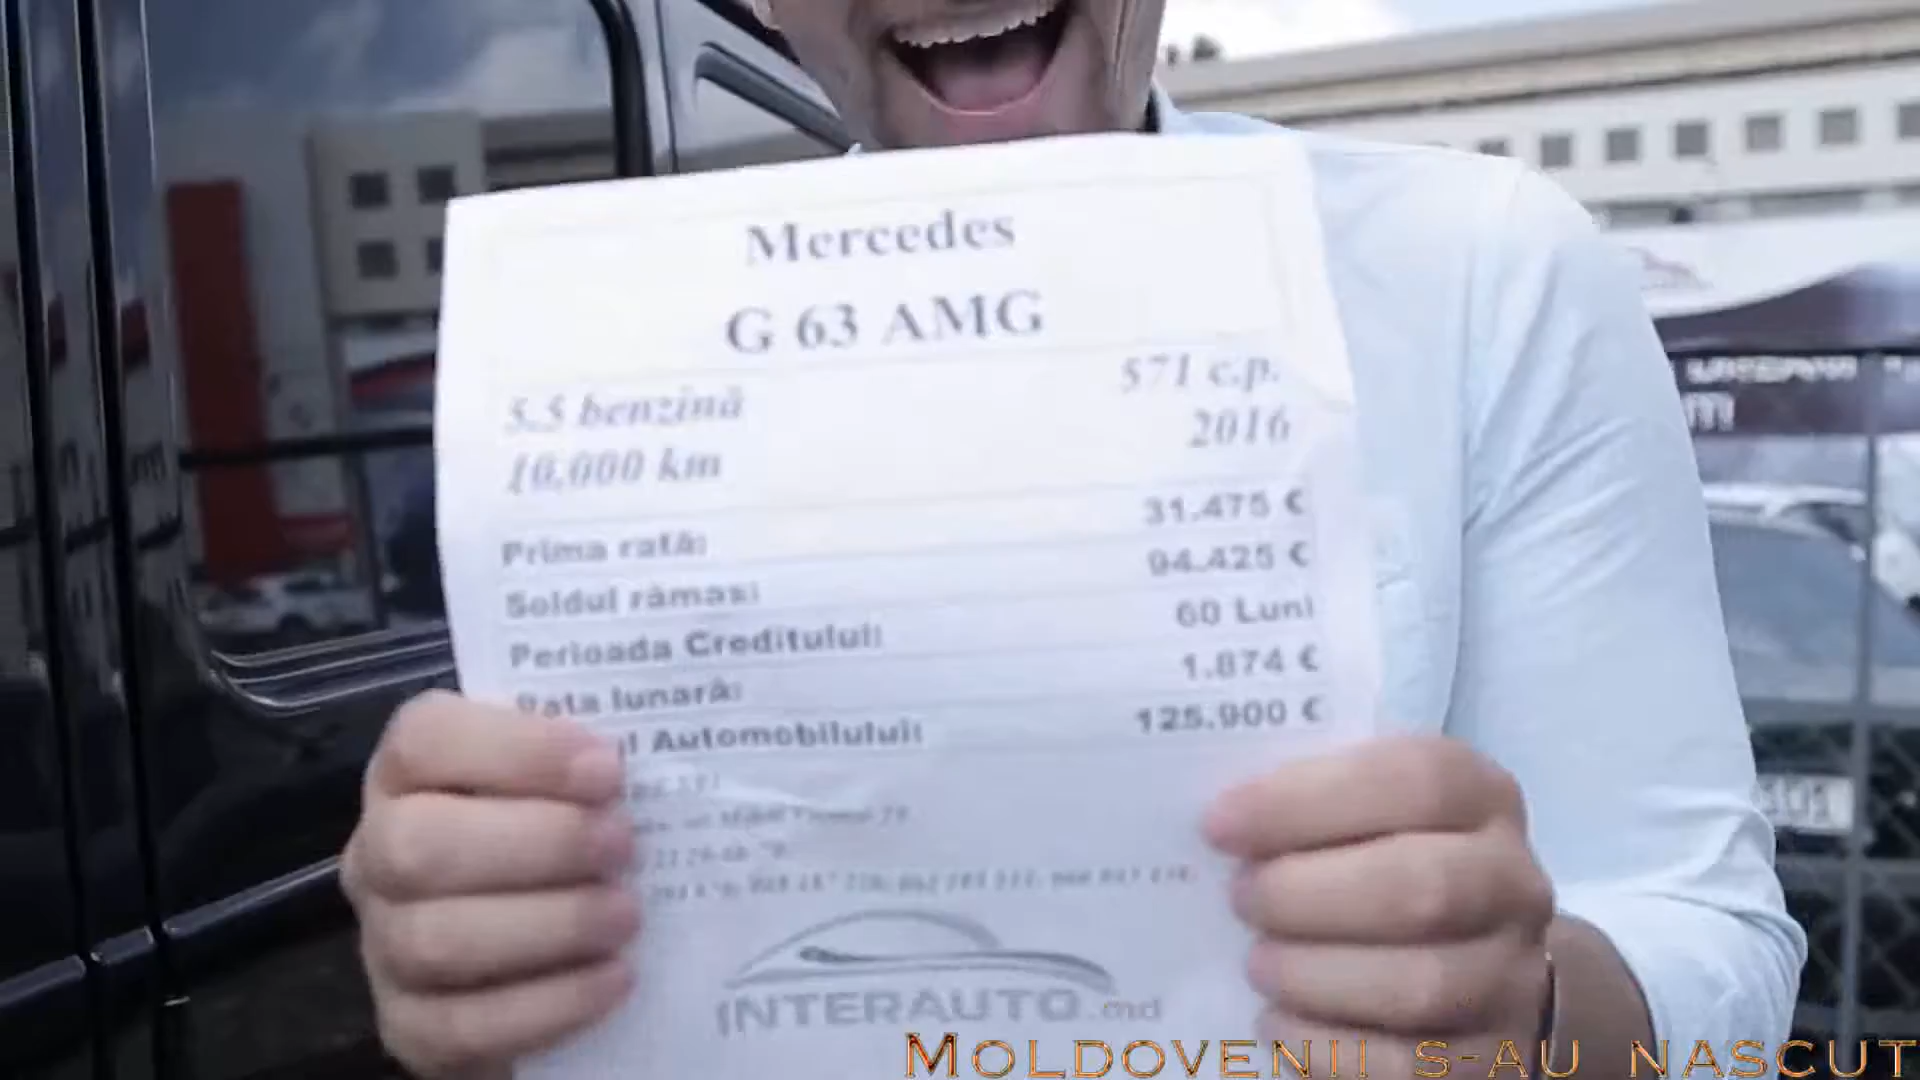 Mercedes
G 63 AMG
5.5 benzină 571 c.p.
10.000 km 2016
Prima rată: 31.475 €
Soldul rămas: 94.425 €
Perioada Creditului: 60 Luni
Rata lunară: 1.874 €
Automobilului: 125.900 €
INTERAUTO.md
MOLDOVENII S-AU NASCUT